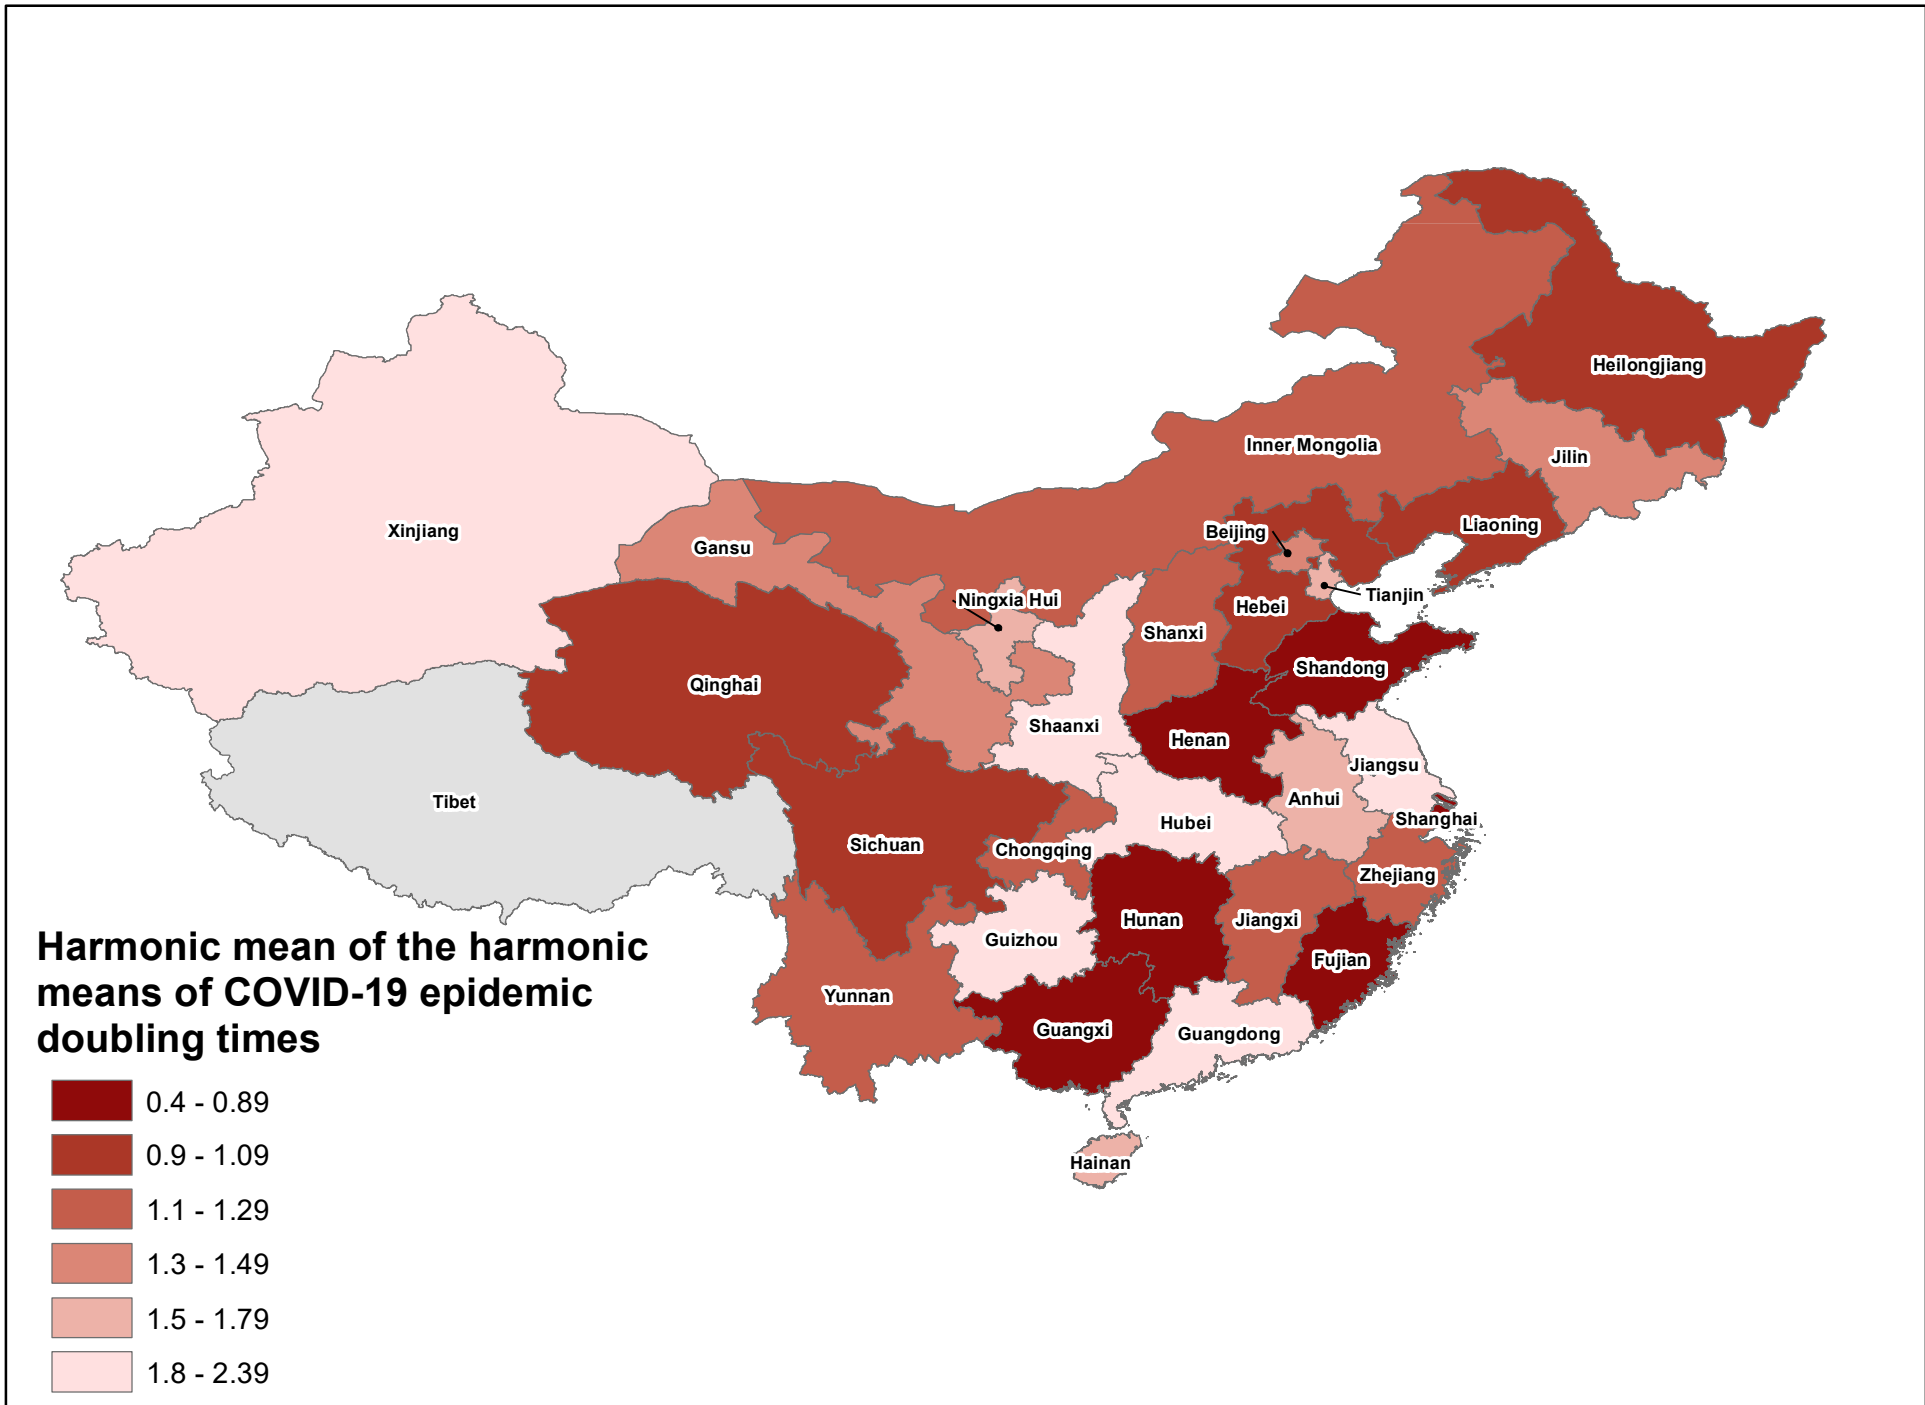 Heilongjiang
Inner Mongolia
Jilin
Xinjiang
Gansu
Beijing
Liaoning
Ningxia Hui
Tianjin
Hebei
Shanxi
Shandong
Qinghai
Shaanxi
Henan
Jiangsu
Tibet
Anhui
Shanghai
Hubei
Sichuan
Chongqing
Zhejiang
Hunan
Jiangxi
Guizhou
Fujian
Yunnan
Guangxi
Guangdong
Hainan
Harmonic mean of the harmonic
means of COVID-19 epidemic
doubling times
0.4 - 0.89
0.9 - 1.09
1.1 - 1.29
1.3 - 1.49
1.5 - 1.79
1.8 - 2.39